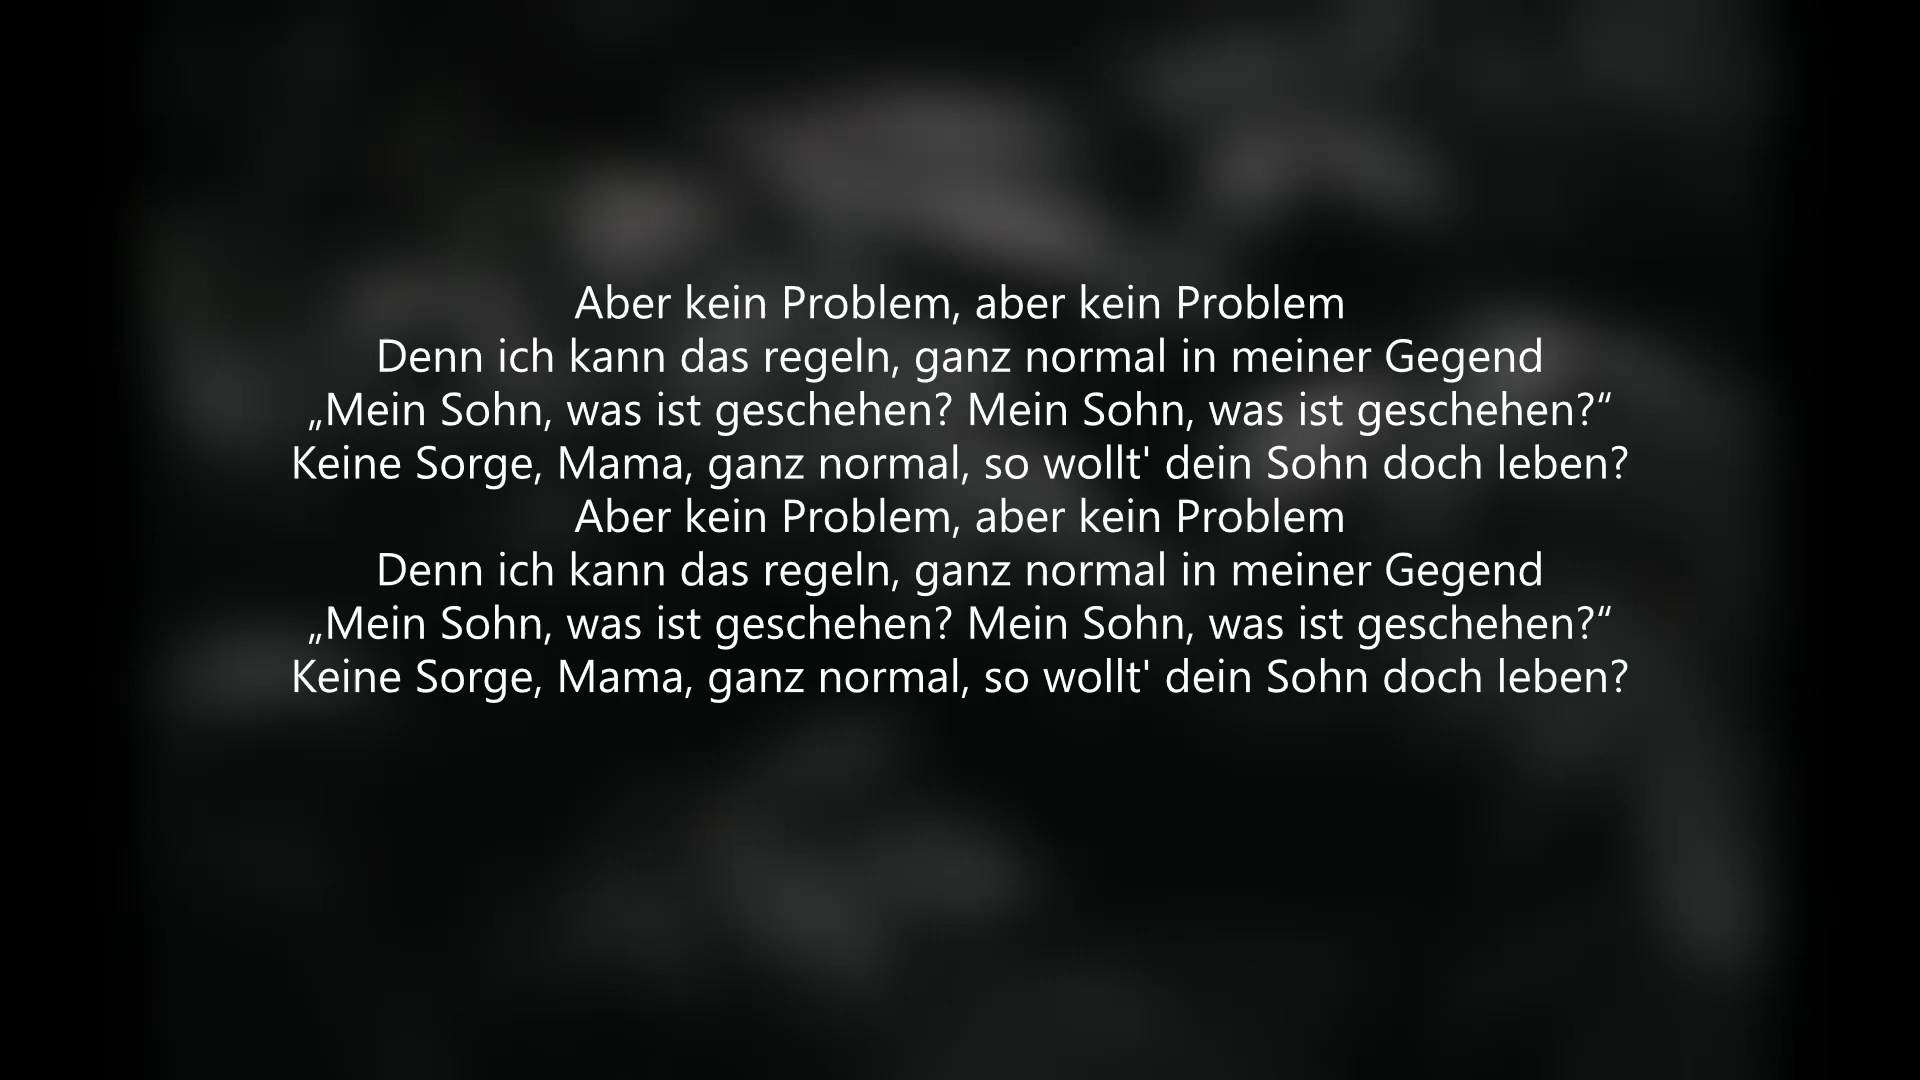 Aber kein Problem, aber kein Problem
Denn ich kann das regeln, ganz normal in meiner Gegend
„Mein Sohn, was ist geschehen? Mein Sohn, was ist geschehen?“
Keine Sorge, Mama, ganz normal, so wollt' dein Sohn doch leben?
Aber kein Problem, aber kein Problem
Denn ich kann das regeln, ganz normal in meiner Gegend
„Mein Sohn, was ist geschehen? Mein Sohn, was ist geschehen?“
Keine Sorge, Mama, ganz normal, so wollt' dein Sohn doch leben?